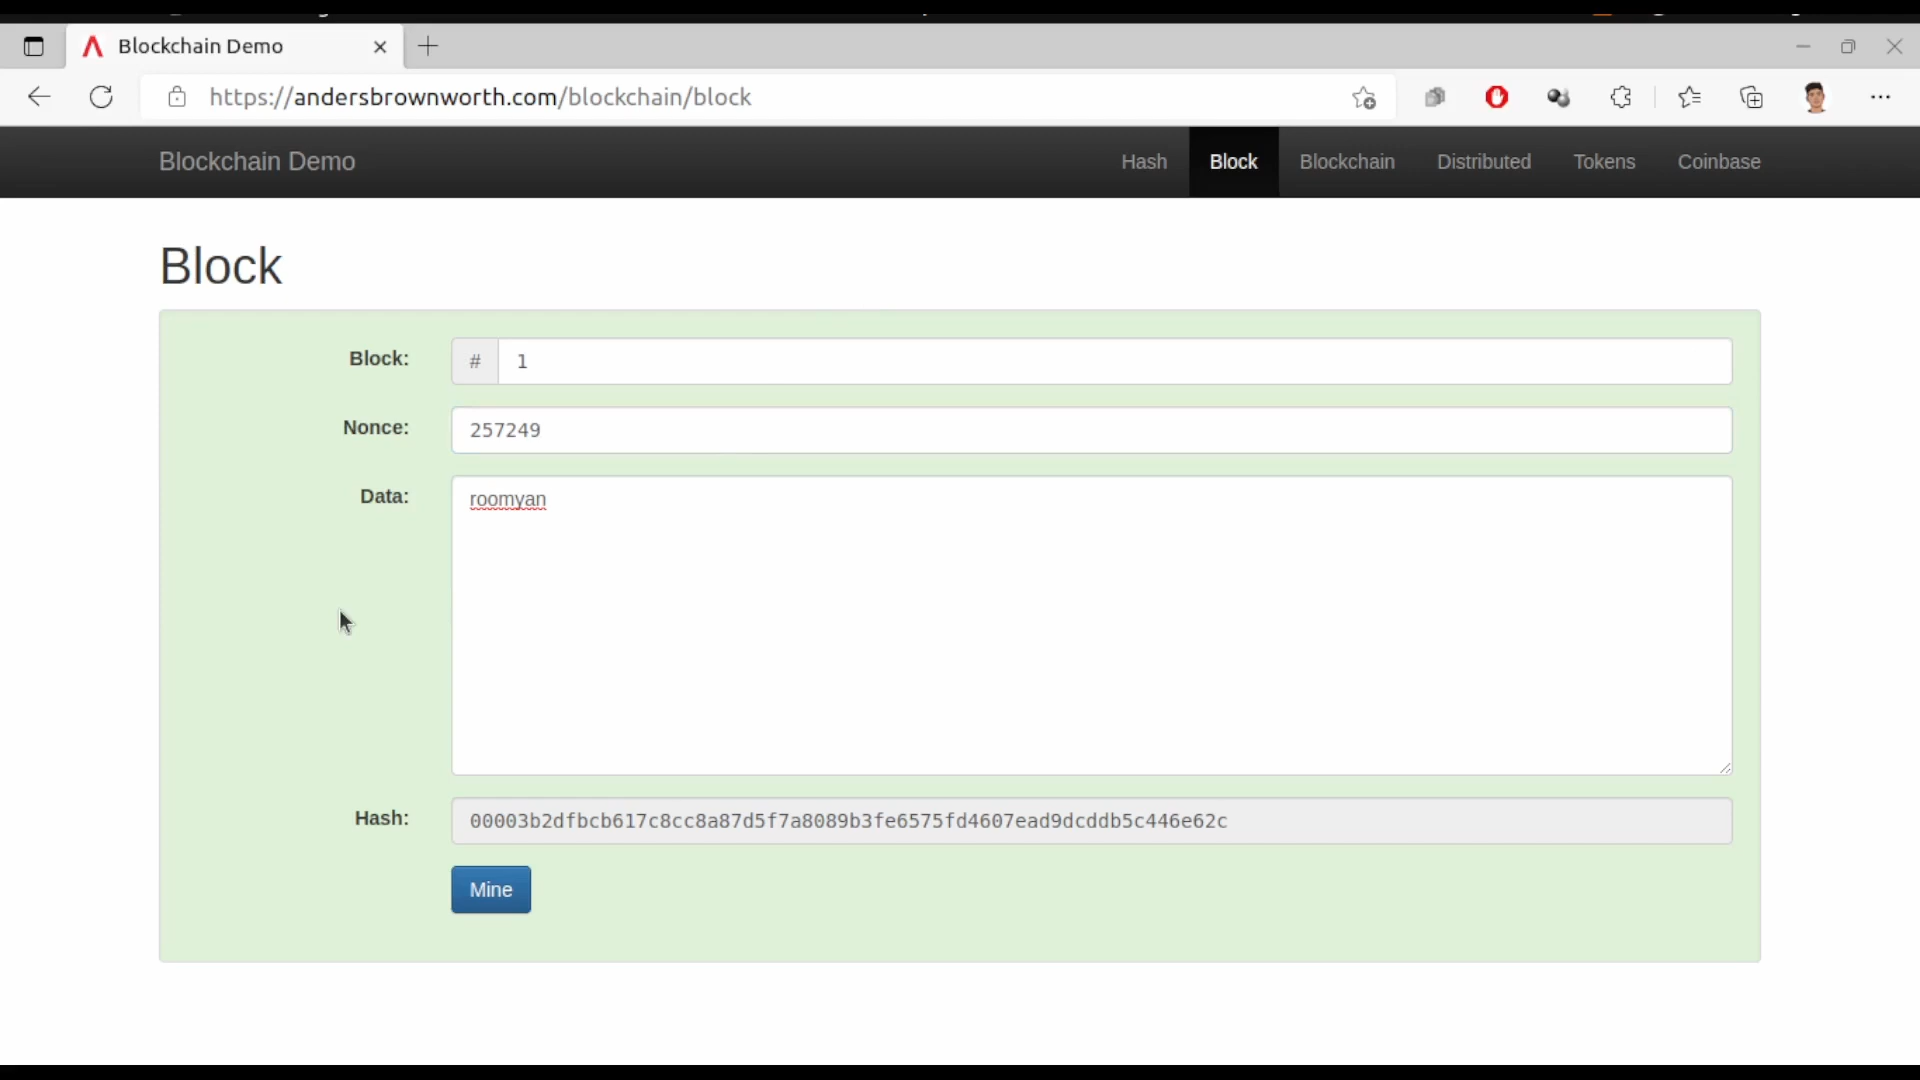 Blockchain Demo
https://andersbrownworth.com/blockchain/block
Blockchain Demo Hash Block Blockchain Distributed Tokens Coinbase
Block
Block: # 1
Nonce: 257249
Data: roomyan
Hash: 00003b2dfbcb617c8cc8a87d5f7a8089b3fe6575fd4607ead9dcddb5c446e62c
Mine